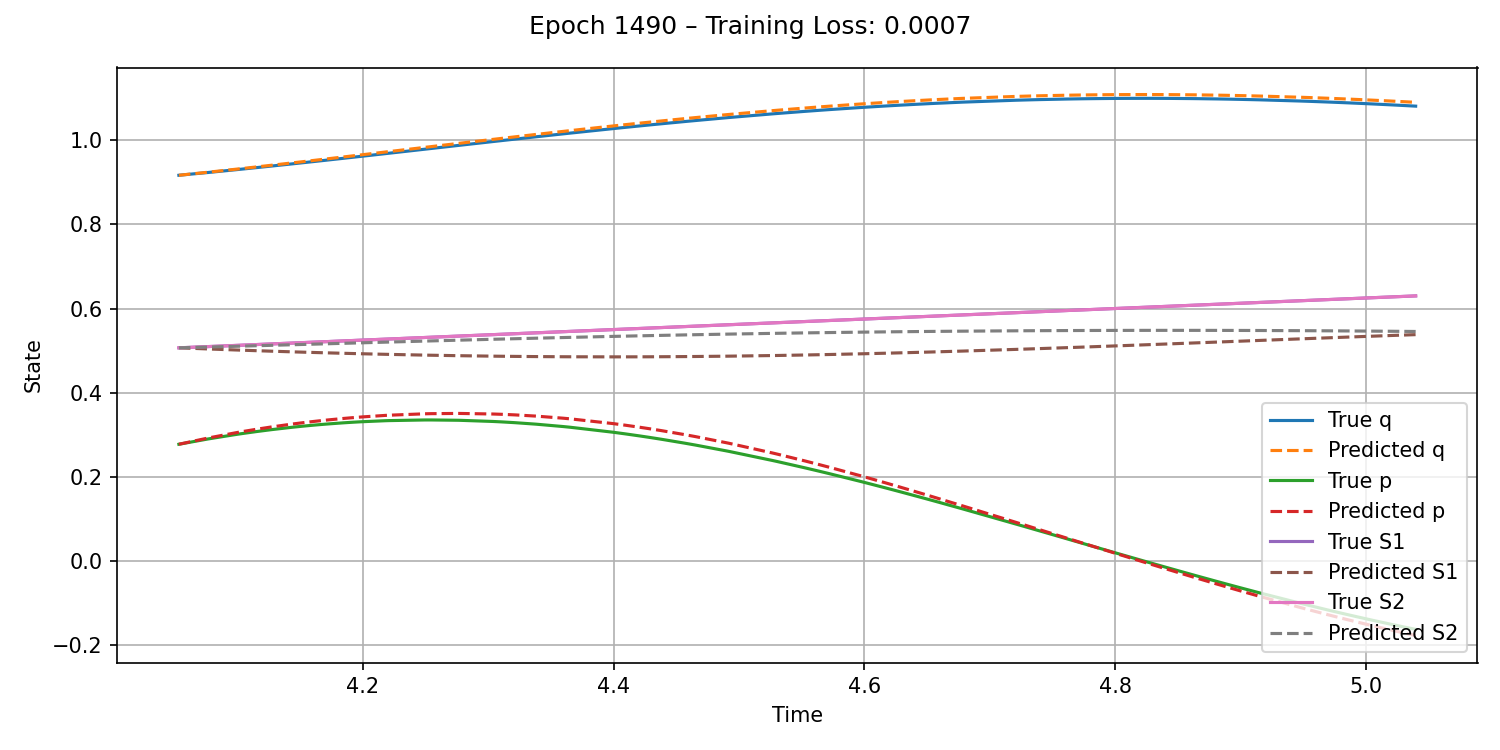 Epoch 1490 – Training Loss: 0.0007
1.0
0.8
0.6
0.4
0.2
0.0
−0.2
State
4.2
4.4
4.6
4.8
5.0
Time
True q
Predicted q
True p
Predicted p
True S1
Predicted S1
True S2
Predicted S2